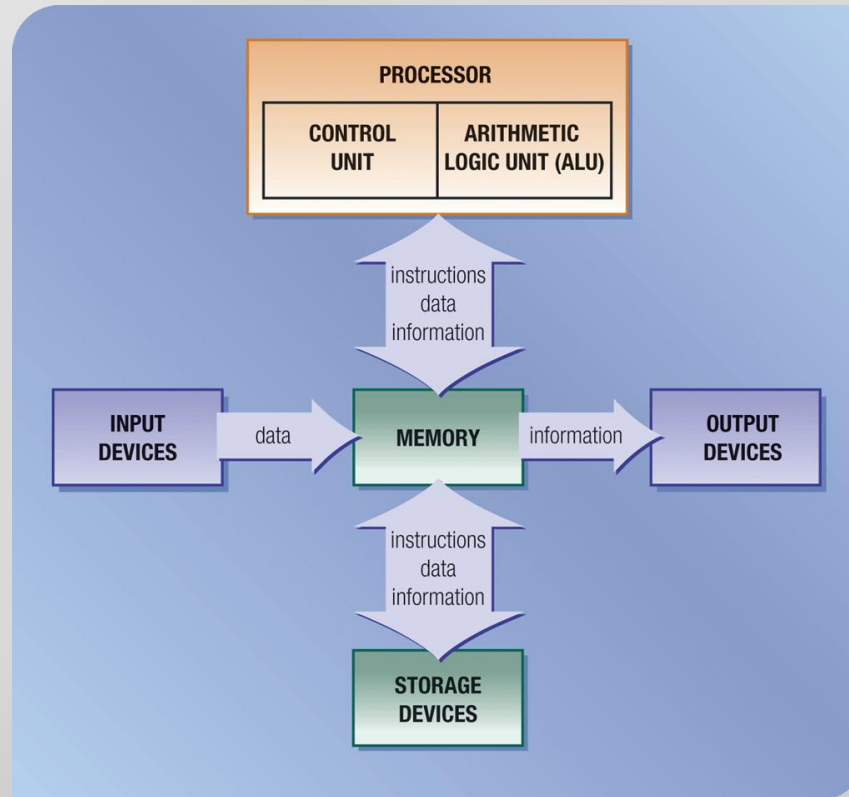 PROCESSOR
CONTROL
UNIT
ARITHMETIC
LOGIC UNIT (ALU)
instructions
data
information
INPUT
DEVICES
data
MEMORY
information
OUTPUT
DEVICES
instructions
data
information
STORAGE
DEVICES